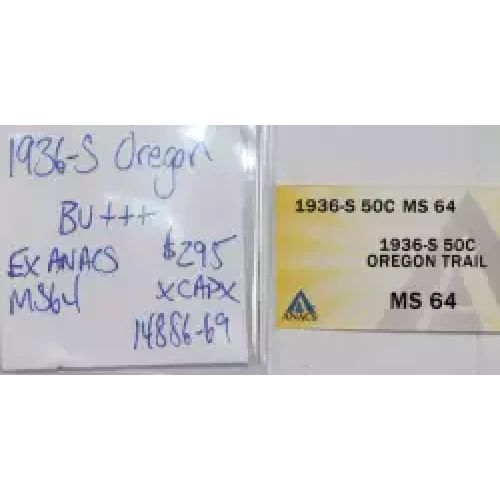 1936-S Oregon
BU+++
EX ANACS $295
MS64 XCAPX
14886-69
1936-S 50C MS 64
1936-S 50C
OREGON TRAIL
MS 64
ANACS